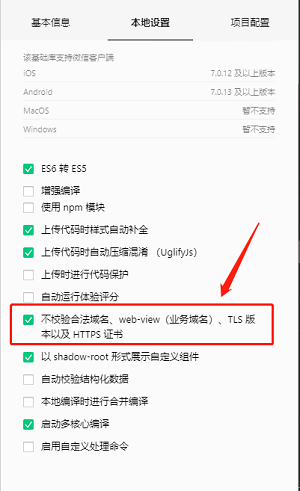 基本信息 本地设置 项目配置
该基础库支持微信客户端
iOS 7.0.12 及以上版本
Android 7.0.13 及以上版本
MacOS 暂不支持
Windows 暂不支持
ES6 转 ES5
增强编译
使用 npm 模块
上传代码时样式自动补全
上传代码时自动压缩混淆 （UglifyJs）
上传时进行代码保护
自动运行体验评分
不校验合法域名、web-view（业务域名）、TLS 版
本以及 HTTPS 证书
以 shadow-root 形式展示自定义组件
自动校验结构化数据
本地编译时进行合并编译
启动多核心编译
启用自定义处理命令